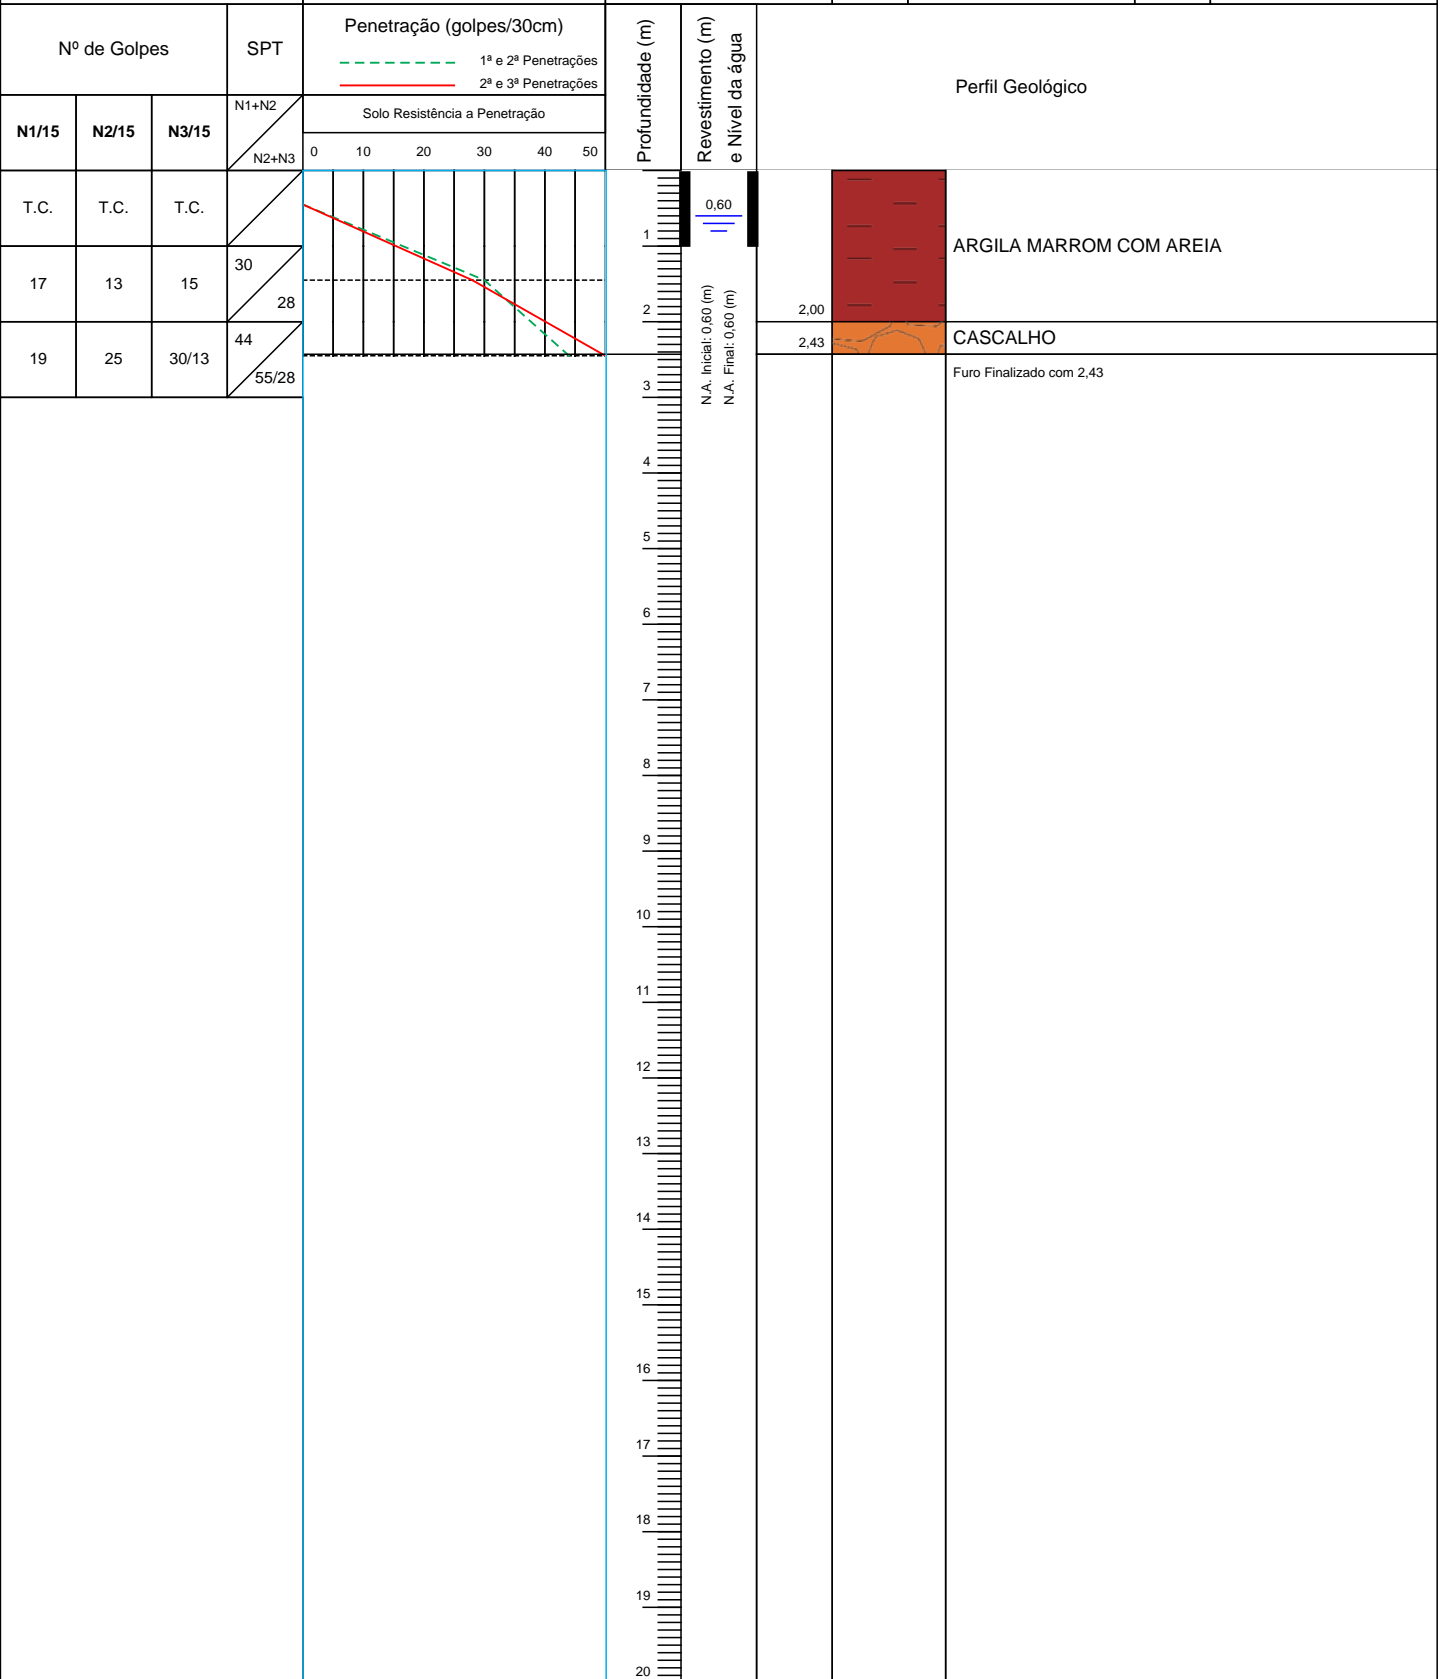 Nº de Golpes
SPT
Penetração (golpes/30cm)
1ª e 2ª Penetrações
2ª e 3ª Penetrações
Solo Resistência a Penetração
Profundidade (m)
Revestimento (m)
e Nível da água
Perfil Geológico
N1/15 N2/15 N3/15
N1+N2
N2+N3
0 10 20 30 40 50
T.C. T.C. T.C.
0,60
1
ARGILA MARROM COM AREIA
17 13 15
30
28
N.A. Inicial: 0,60 (m)
N.A. Final: 0,60 (m)
2
2,00
19 25 30/13
44
55/28
2,43
CASCALHO
Furo Finalizado com 2,43
3
4
5
6
7
8
9
10
11
12
13
14
15
16
17
18
19
20